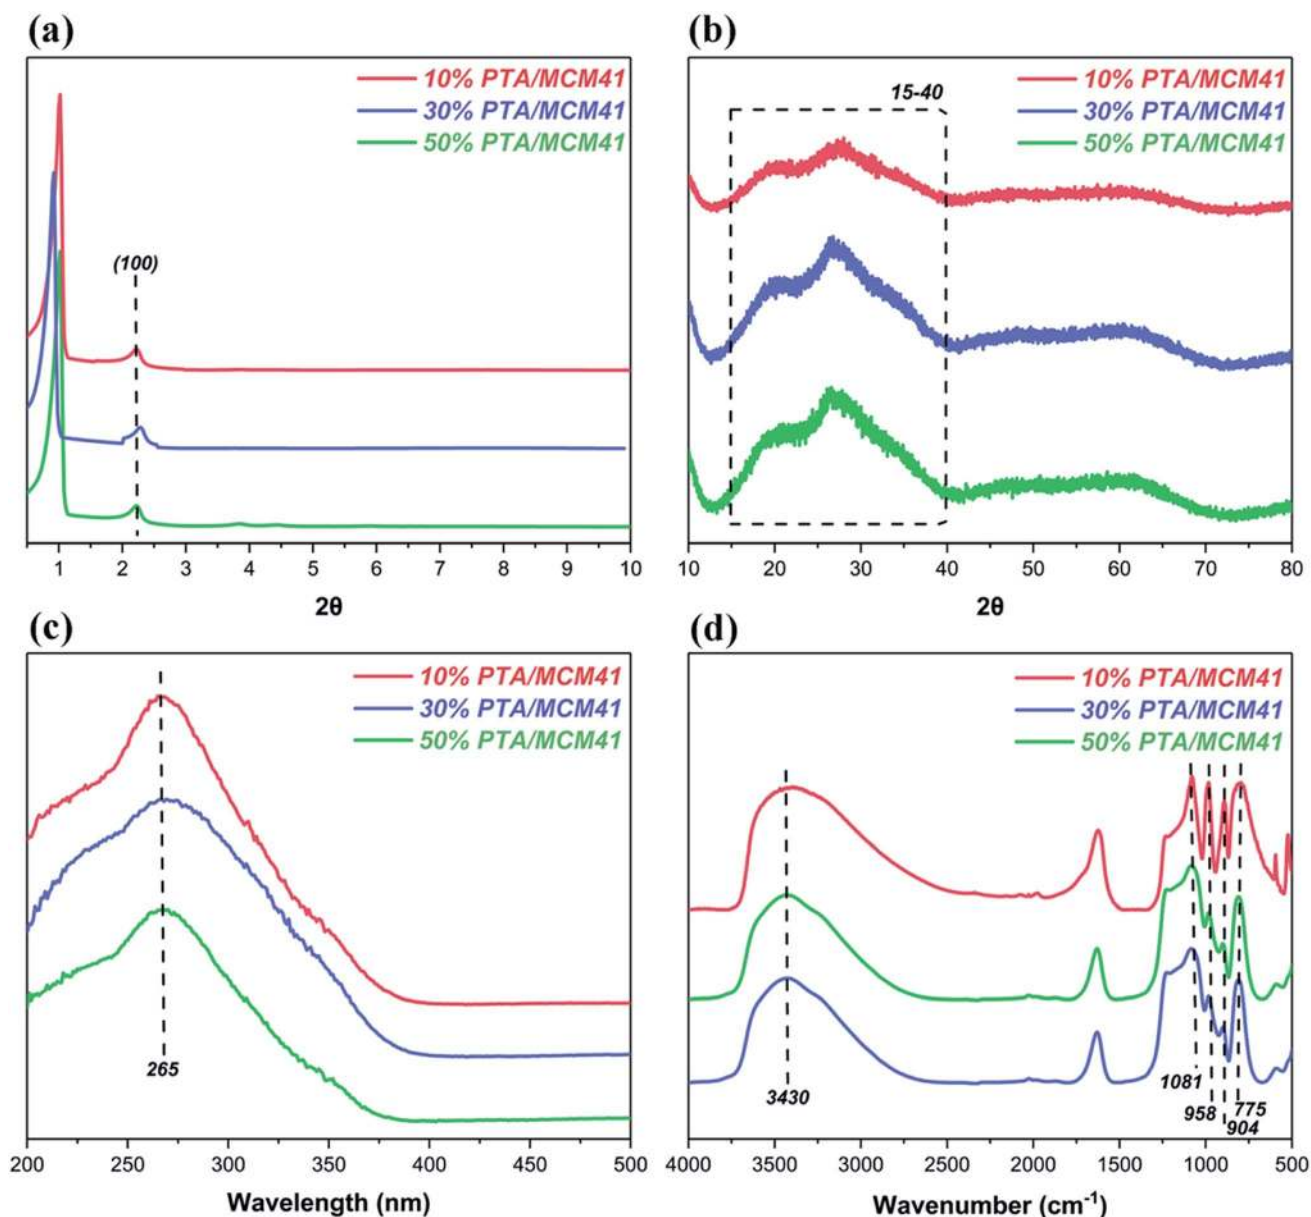 (a)
10% PTA/MCM41
30% PTA/MCM41
50% PTA/MCM41
(100)
1 2 3 4 5 6 7 8 9 10
2θ
(b)
10% PTA/MCM41
30% PTA/MCM41
50% PTA/MCM41
15-40
10 20 30 40 50 60 70 80
2θ
(c)
10% PTA/MCM41
30% PTA/MCM41
50% PTA/MCM41
265
200 250 300 350 400 450 500
Wavelength (nm)
(d)
10% PTA/MCM41
30% PTA/MCM41
50% PTA/MCM41
3430
1081
958
775
904
4000 3500 3000 2500 2000 1500 1000 500
Wavenumber (cm⁻¹)